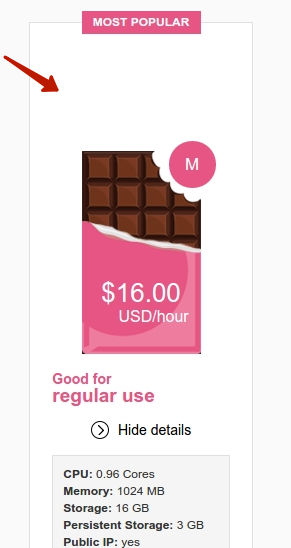 MOST POPULAR
M
$16.00
USD/hour
Good for
regular use
Hide details
CPU: 0.96 Cores
Memory: 1024 MB
Storage: 16 GB
Persistent Storage: 3 GB
Public IP: yes